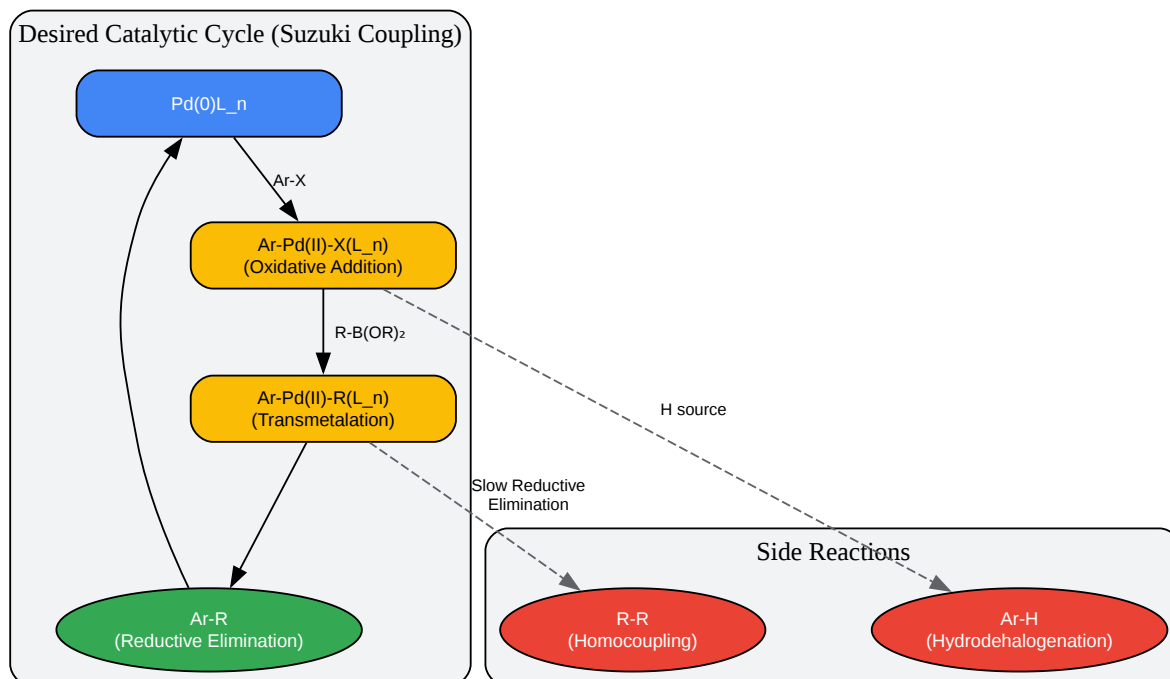 Desired Catalytic Cycle (Suzuki Coupling)
Pd(0)L_n
Ar-X
Ar-Pd(II)-X(L_n)
(Oxidative Addition)
R-B(OR)₂
Ar-Pd(II)-R(L_n)
(Transmetalation)
H source
Slow Reductive
Elimination
Side Reactions
Ar-R
(Reductive Elimination)
R-R
(Homocoupling)
Ar-H
(Hydrodehalogenation)